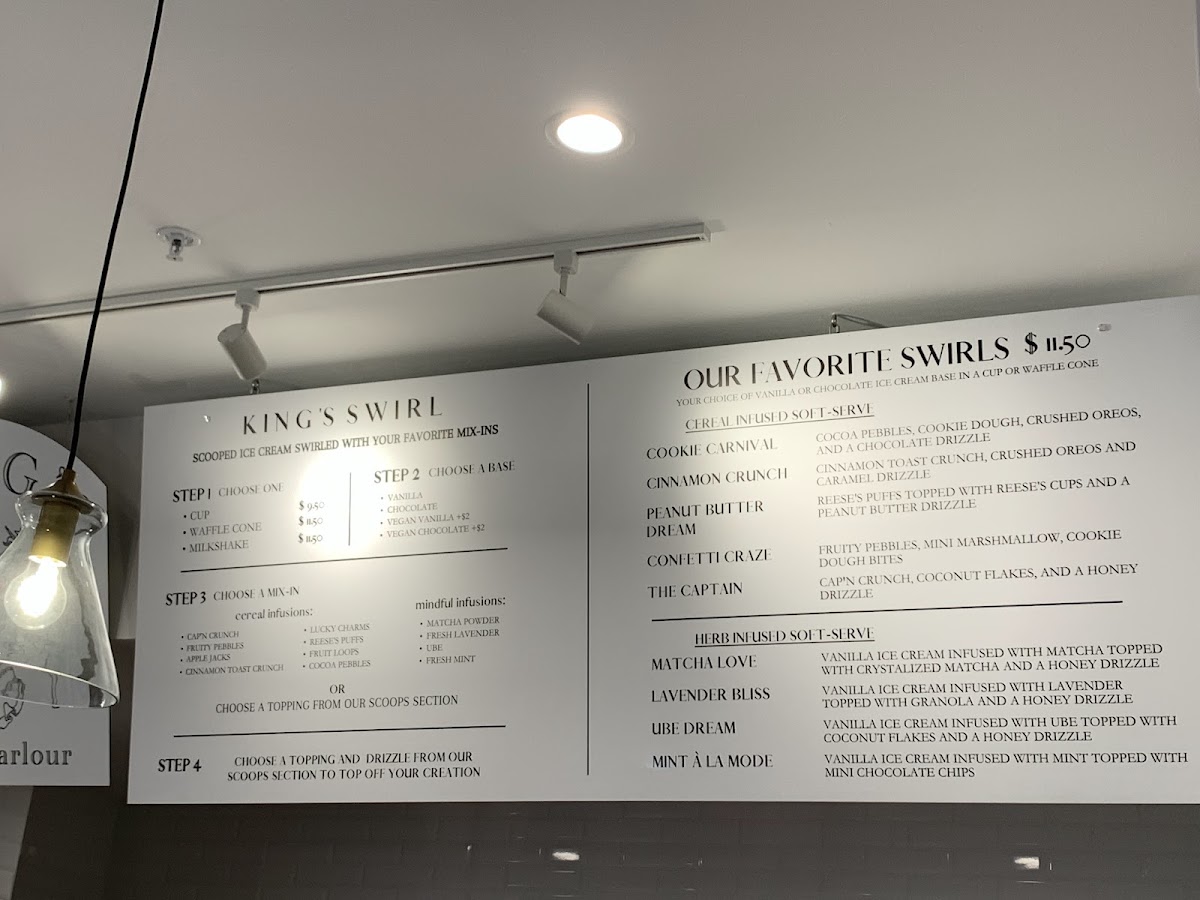 G
arlour
KING'S SWIRL
SCOOPED ICE CREAM SWIRLED WITH YOUR FAVORITE MIX-INS
STEP 1 CHOOSE ONE
• CUP $ 9.50
• WAFFLE CONE $ 11.50
• MILKSHAKE $ 11.50
STEP 2 CHOOSE A BASE
• VANILLA
• CHOCOLATE
• VEGAN VANILLA +$2
• VEGAN CHOCOLATE +$2
STEP 3 CHOOSE A MIX-IN
cereal infusions:
• CAP'N CRUNCH
• FRUITY PEBBLES
• APPLE JACKS
• CINNAMON TOAST CRUNCH
• LUCKY CHARMS
• REESE'S PUFFS
• FRUIT LOOPS
• COCOA PEBBLES
mindful infusions:
• MATCHA POWDER
• FRESH LAVENDER
• UBE
• FRESH MINT
OR
CHOOSE A TOPPING FROM OUR SCOOPS SECTION
STEP 4 CHOOSE A TOPPING AND DRIZZLE FROM OUR
SCOOPS SECTION TO TOP OFF YOUR CREATION
OUR FAVORITE SWIRLS $ 11.50
YOUR CHOICE OF VANILLA OR CHOCOLATE ICE CREAM BASE IN A CUP OR WAFFLE CONE
CEREAL INFUSED SOFT-SERVE
COOKIE CARNIVAL COCOA PEBBLES, COOKIE DOUGH, CRUSHED OREOS,
AND A CHOCOLATE DRIZZLE
CINNAMON CRUNCH CINNAMON TOAST CRUNCH, CRUSHED OREOS AND
CARAMEL DRIZZLE
PEANUT BUTTER REESE'S PUFFS TOPPED WITH REESE'S CUPS AND A
DREAM PEANUT BUTTER DRIZZLE
CONFETTI CRAZE FRUITY PEBBLES, MINI MARSHMALLOW, COOKIE
DOUGH BITES
THE CAPTAIN CAP'N CRUNCH, COCONUT FLAKES, AND A HONEY
DRIZZLE
HERB INFUSED SOFT-SERVE
MATCHA LOVE VANILLA ICE CREAM INFUSED WITH MATCHA TOPPED
WITH CRYSTALIZED MATCHA AND A HONEY DRIZZLE
LAVENDER BLISS VANILLA ICE CREAM INFUSED WITH LAVENDER
TOPPED WITH GRANOLA AND A HONEY DRIZZLE
UBE DREAM VANILLA ICE CREAM INFUSED WITH UBE TOPPED WITH
COCONUT FLAKES AND A HONEY DRIZZLE
MINT À LA MODE VANILLA ICE CREAM INFUSED WITH MINT TOPPED WITH
MINI CHOCOLATE CHIPS